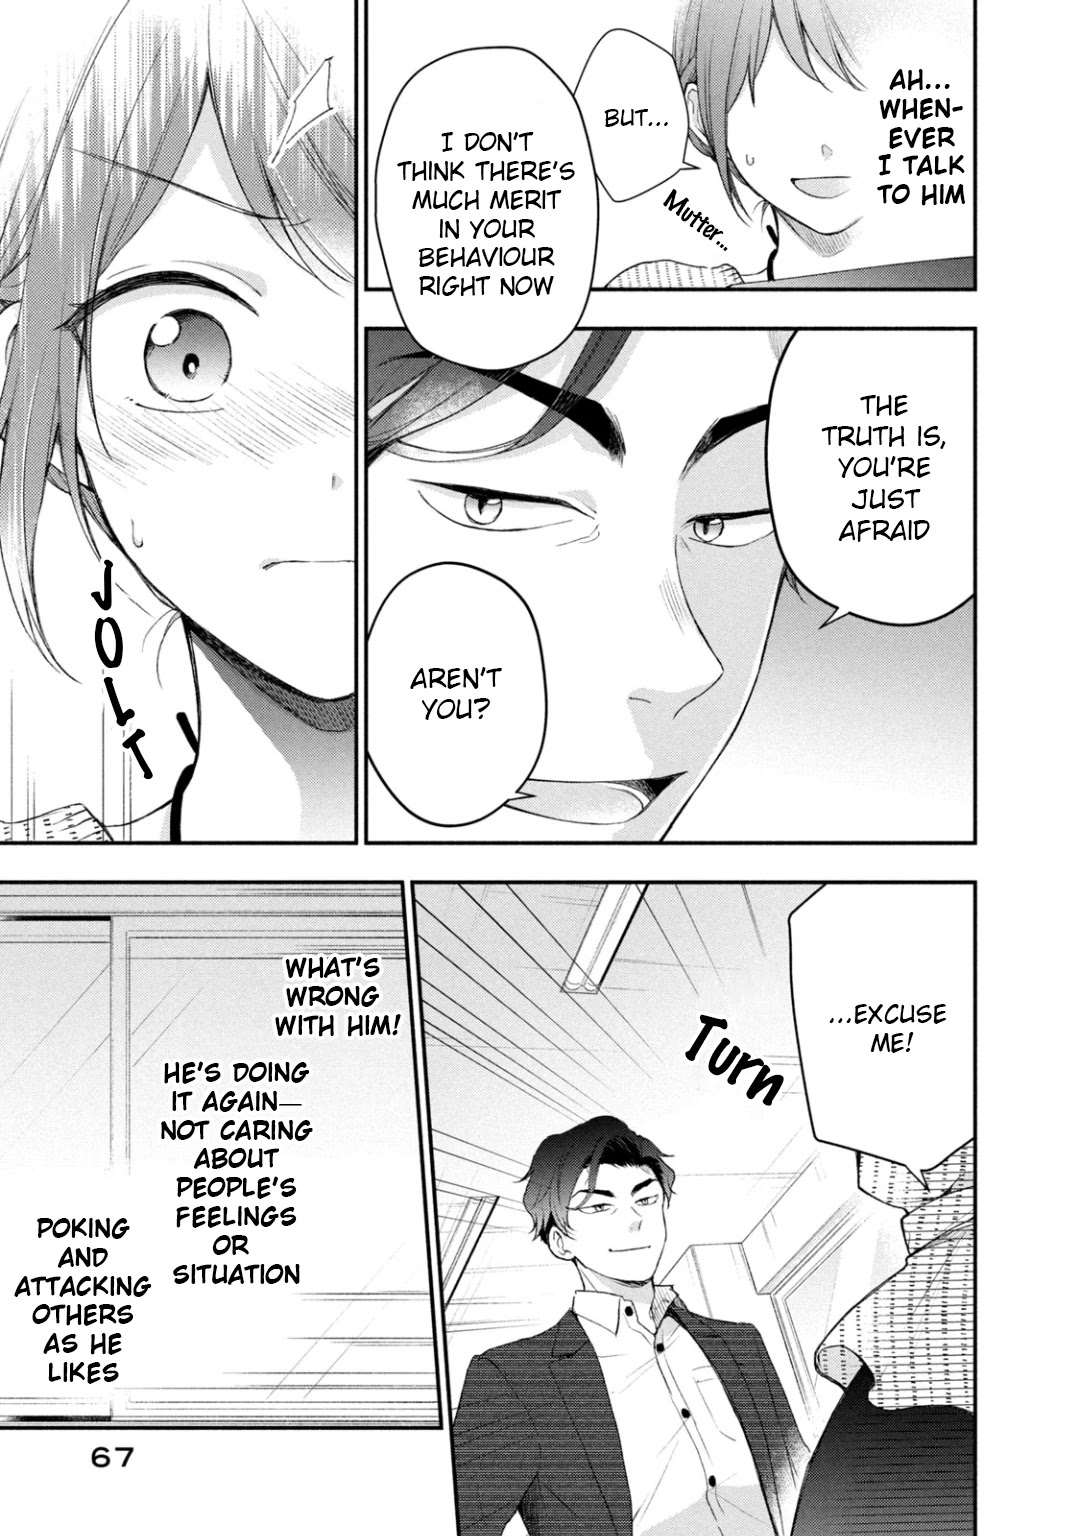 AH...
WHEN-
EVER
I TALK
TO HIM
BUT...
Mutter...
I DON'T
THINK THERE'S
MUCH MERIT
IN YOUR
BEHAVIOUR
RIGHT NOW
THE
TRUTH IS,
YOU'RE
JUST
AFRAID
AREN'T
YOU?
JOLT
...EXCUSE
ME!
Turn
WHAT'S
WRONG
WITH HIM!
HE'S DOING
IT AGAIN—
NOT CARING
ABOUT
PEOPLE'S
FEELINGS
OR
SITUATION
POKING
AND
ATTACKING
OTHERS
AS HE
LIKES
67